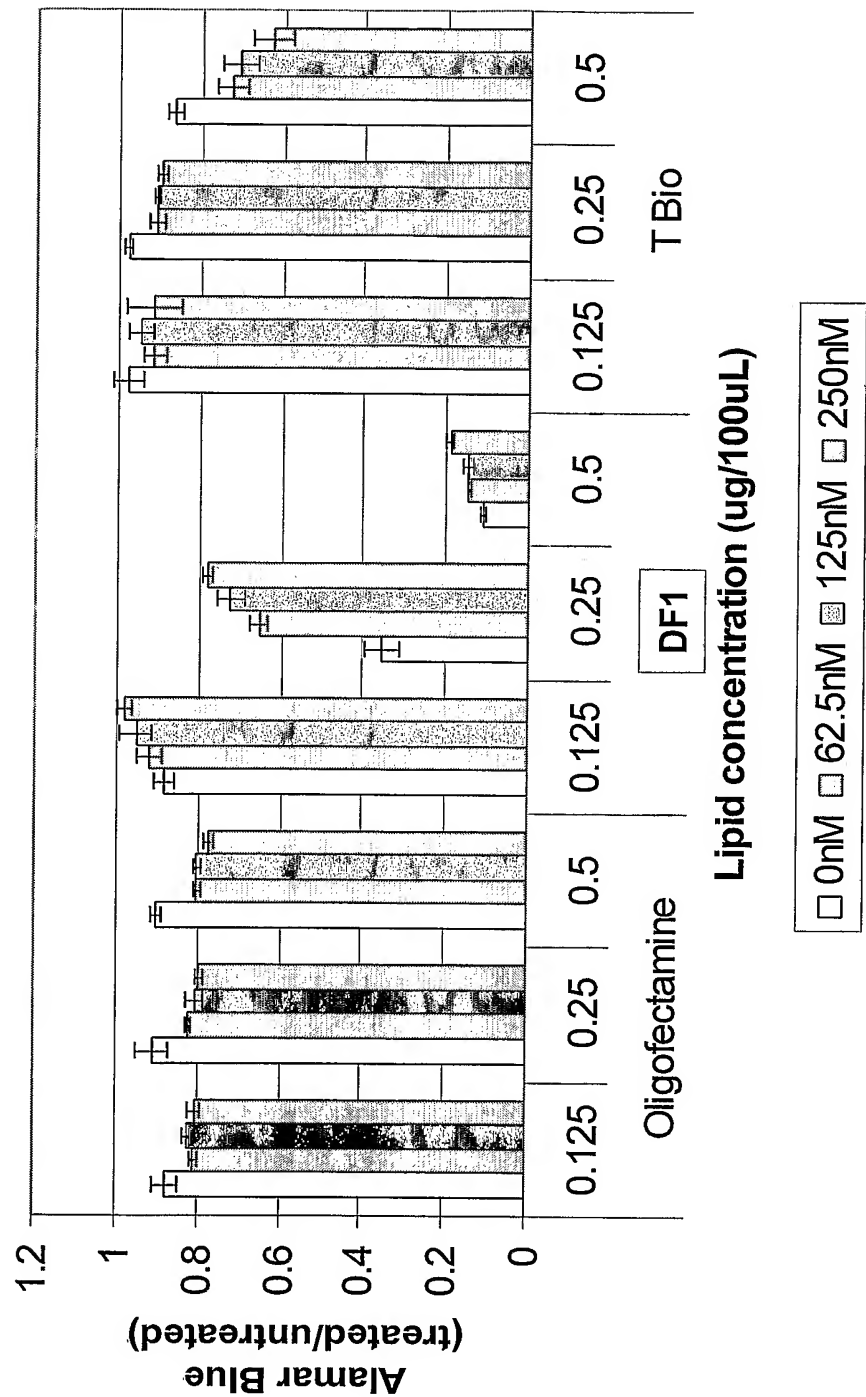 Alamar Blue
(treated/untreated)
1.2
1
0.8
0.6
0.4
0.2
0
0.125 0.25 0.5 0.125 0.25 0.5 0.125 0.25 0.5
Oligofectamine DF1 T Bio
Lipid concentration (ug/100uL)
0nM 62.5nM 125nM 250nM